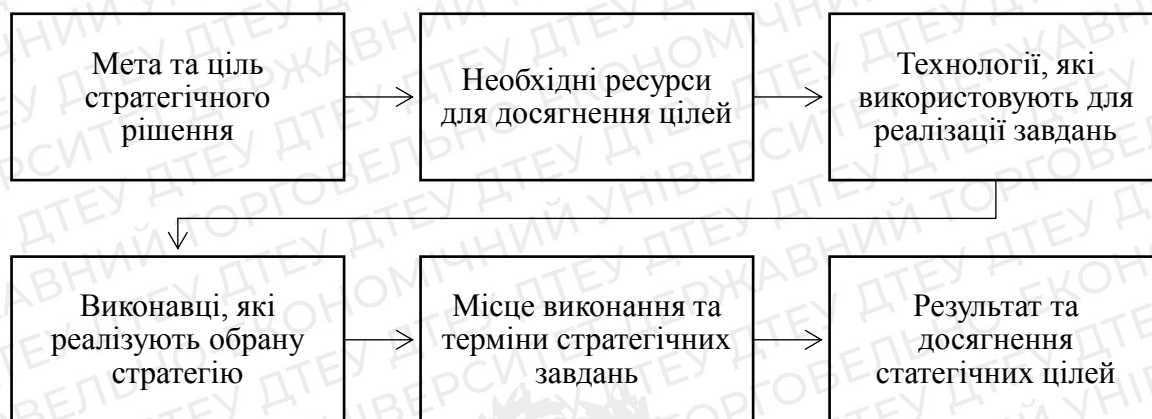 Мета та ціль
стратегічного
рішення
Необхідні ресурси
для досягнення цілей
Технології, які
використовують для
реалізації завдань
Виконавці, які
реалізують обрану
стратегію
Місце виконання та
терміни стратегічних
завдань
Результат та
досягнення
статегічних цілей